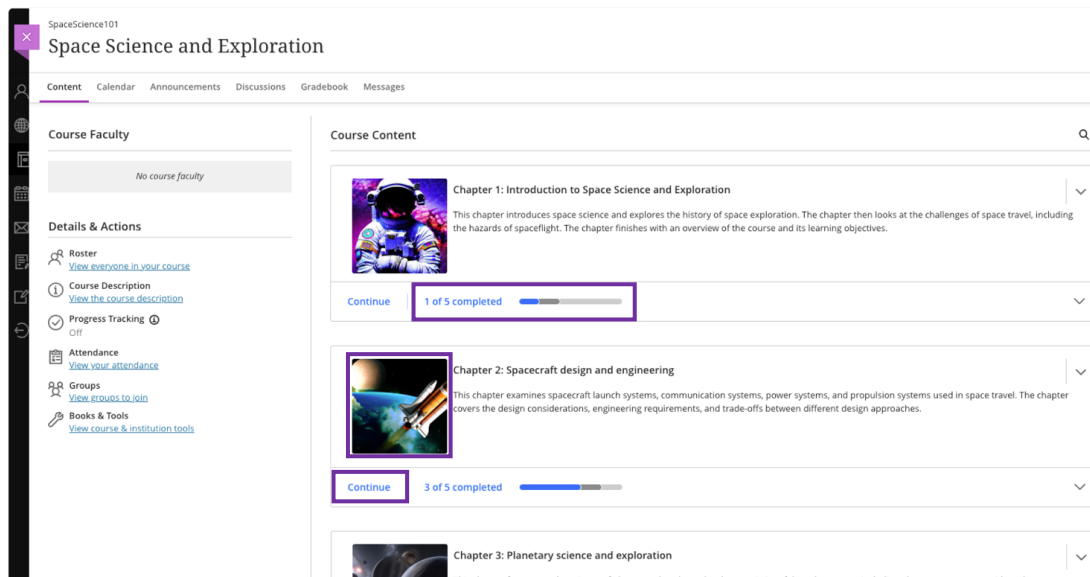 SpaceScience101
Space Science and Exploration
Content Calendar Announcements Discussions Gradebook Messages
Course Faculty
No course faculty
Details & Actions
Roster
View everyone in your course
Course Description
View the course description
Progress Tracking
Off
Attendance
View your attendance
Groups
View groups to join
Books & Tools
View course & institution tools
Course Content
Chapter 1: Introduction to Space Science and Exploration
This chapter introduces space science and explores the history of space exploration. The chapter then looks at the challenges of space travel, including
the hazards of spaceflight. The chapter finishes with an overview of the course and its learning objectives.
Continue 1 of 5 completed
Chapter 2: Spacecraft design and engineering
This chapter examines spacecraft launch systems, communication systems, power systems, and propulsion systems used in space travel. The chapter
covers the design considerations, engineering requirements, and trade-offs between different design approaches.
Continue 3 of 5 completed
Chapter 3: Planetary science and exploration